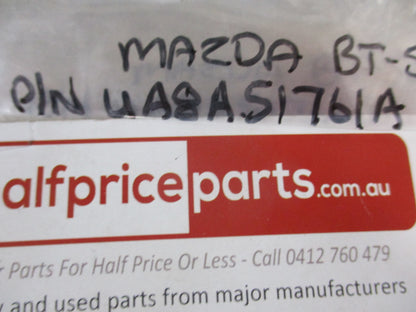 MAZDA BT-5
P/N UA8A51761A
alfpriceparts.com.au
r Parts For Half Price Or Less - Call 0412 760 479
y and used parts from major manufacturers